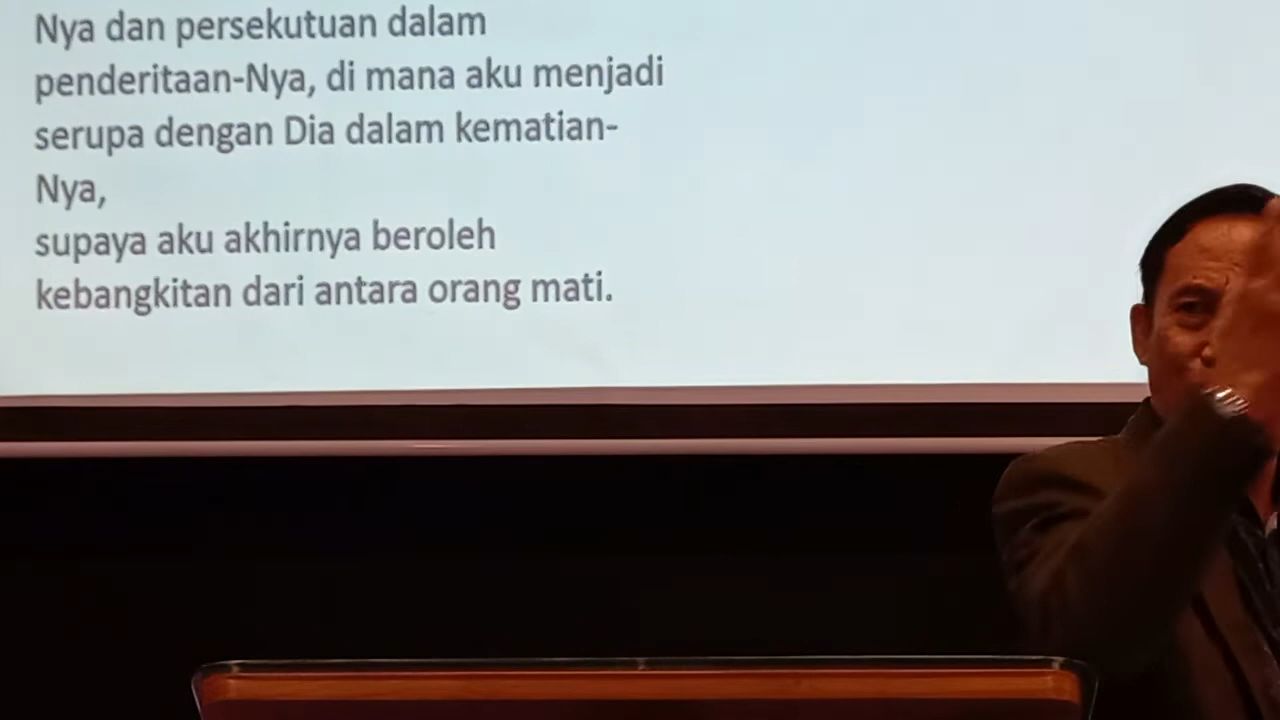 Nya dan persekutuan dalam
penderitaan-Nya, di mana aku menjadi
serupa dengan Dia dalam kematian-
Nya,
supaya aku akhirnya beroleh
kebangkitan dari antara orang mati.